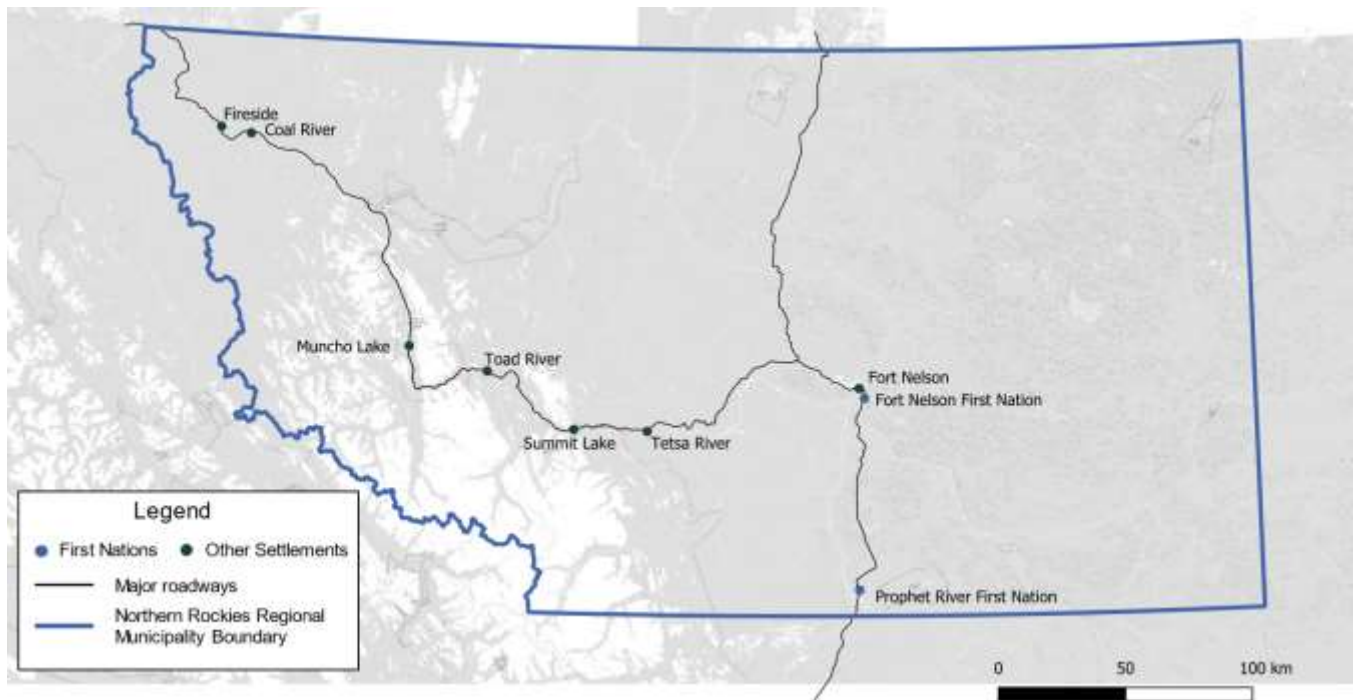 Fireside
Coal River
Muncho Lake
Toad River
Fort Nelson
Fort Nelson First Nation
Summit Lake
Tetsa River
Legend
First Nations
Other Settlements
Major roadways
Northern Rockies Regional
Municipality Boundary
Prophet River First Nation
0 50 100 km